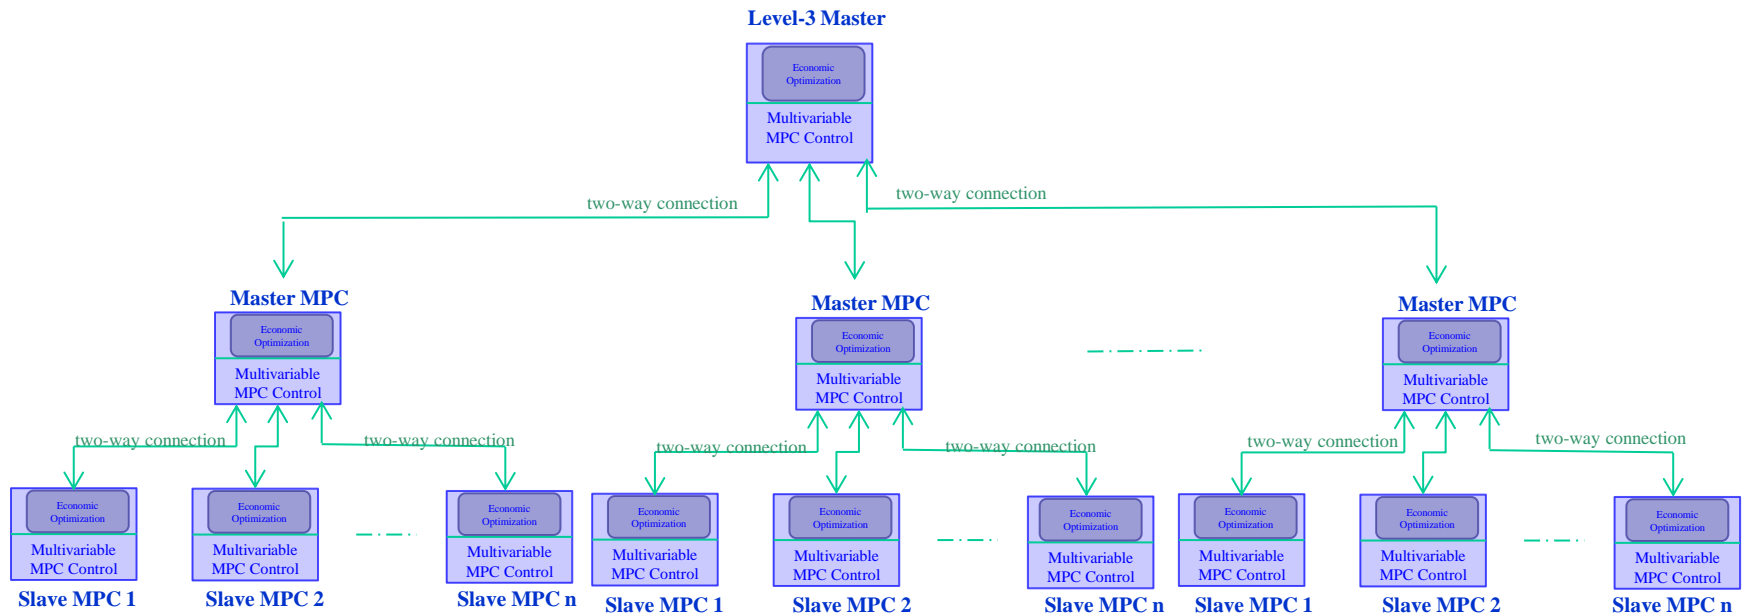 Level-3 Master
Economic
Optimization
Multivariable
MPC Control
two-way connection
two-way connection
Master MPC
Economic
Optimization
Multivariable
MPC Control
Master MPC
Economic
Optimization
Multivariable
MPC Control
Master MPC
Economic
Optimization
Multivariable
MPC Control
two-way connection
two-way connection
two-way connection
two-way connection
two-way connection
two-way connection
Economic
Optimization
Multivariable
MPC Control
Slave MPC 1
Economic
Optimization
Multivariable
MPC Control
Slave MPC 2
Economic
Optimization
Multivariable
MPC Control
Slave MPC n
Economic
Optimization
Multivariable
MPC Control
Slave MPC 1
Economic
Optimization
Multivariable
MPC Control
Slave MPC 2
Economic
Optimization
Multivariable
MPC Control
Slave MPC n
Economic
Optimization
Multivariable
MPC Control
Slave MPC 1
Economic
Optimization
Multivariable
MPC Control
Slave MPC 2
Economic
Optimization
Multivariable
MPC Control
Slave MPC n